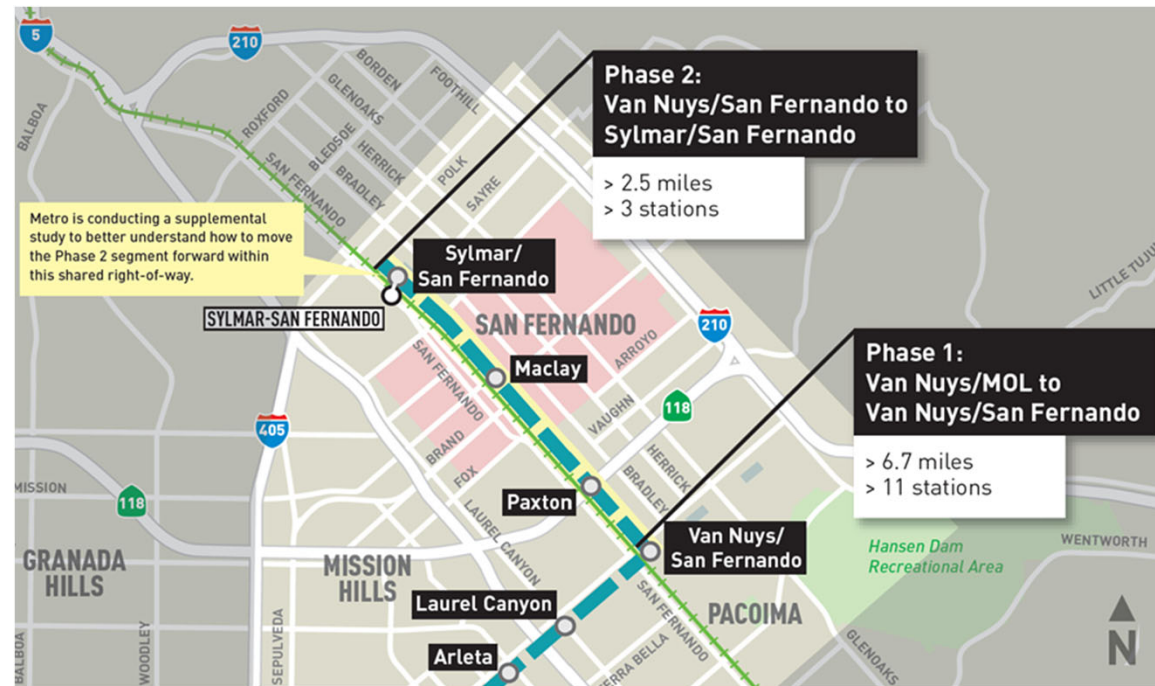 5
210
BALBOA
ROXFORD
BORDEN
GLENOAKS
FOOTHILL
BLEDSOE
HERRICK
BRADLEY
SAN FERNANDO
POLK
SAYRE
Phase 2:
Van Nuys/San Fernando to
Sylmar/San Fernando
> 2.5 miles
> 3 stations
Metro is conducting a supplemental
study to better understand how to move
the Phase 2 segment forward within
this shared right-of-way.
Sylmar/
San Fernando
SYLMAR-SAN FERNANDO
SAN FERNANDO
LITTLE TUJU
210
Maclay
ARROYO
SAN FERNANDO
118
VAUGHN
405
BRAND
FOX
Phase 1:
Van Nuys/MOL to
Van Nuys/San Fernando
> 6.7 miles
> 11 stations
MISSION
118
HERRICK
BRADLEY
Paxton
LAUREL CANYON
Van Nuys/
San Fernando
Hansen Dam
Recreational Area
WENTWORTH
GRANADA
HILLS
MISSION
HILLS
Laurel Canyon
SAN FERNANDO
PACOIMA
Arleta
ERRA BELLA
GLENOAKS
BALBOA
WOODLEY
SEPULVEDA
N